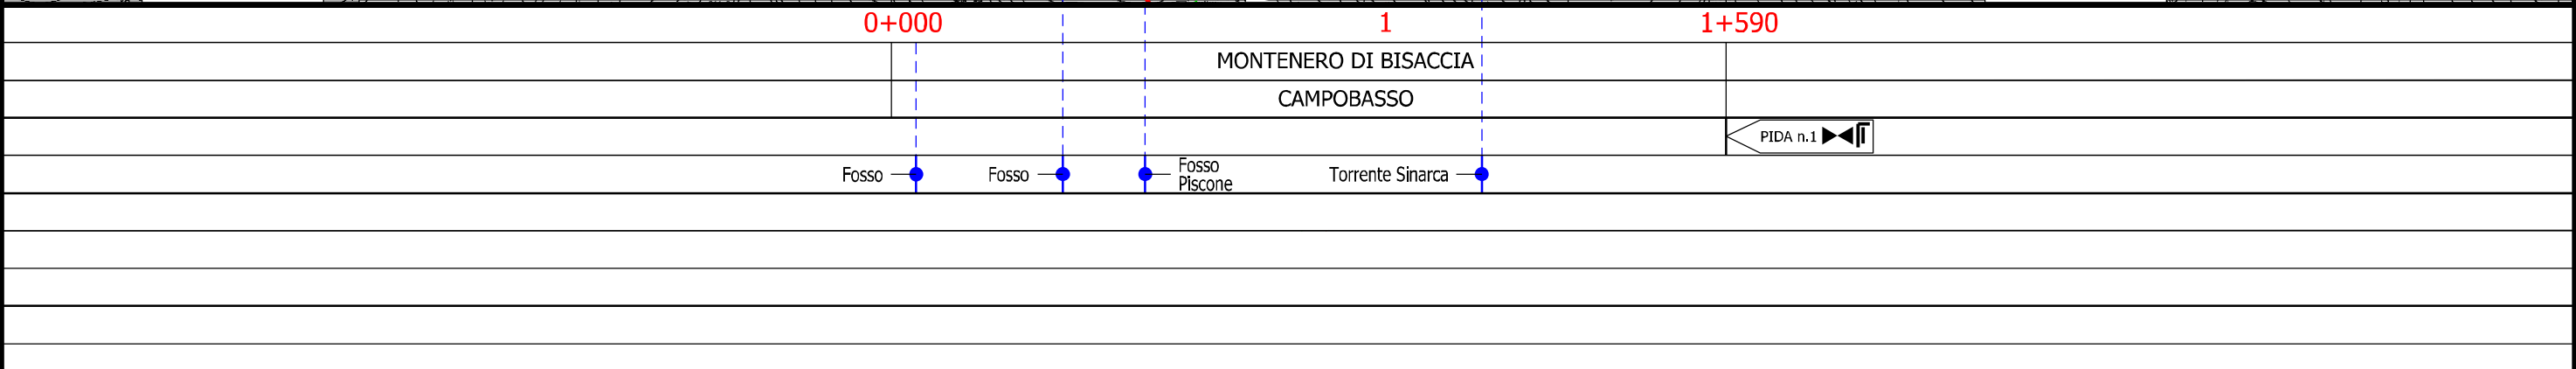 0+000 1 1+590
MONTENERO DI BISACCIA
CAMPOBASSO
PIDA n.1
Fosso Fosso Fosso
Piscone Torrente Sinarca